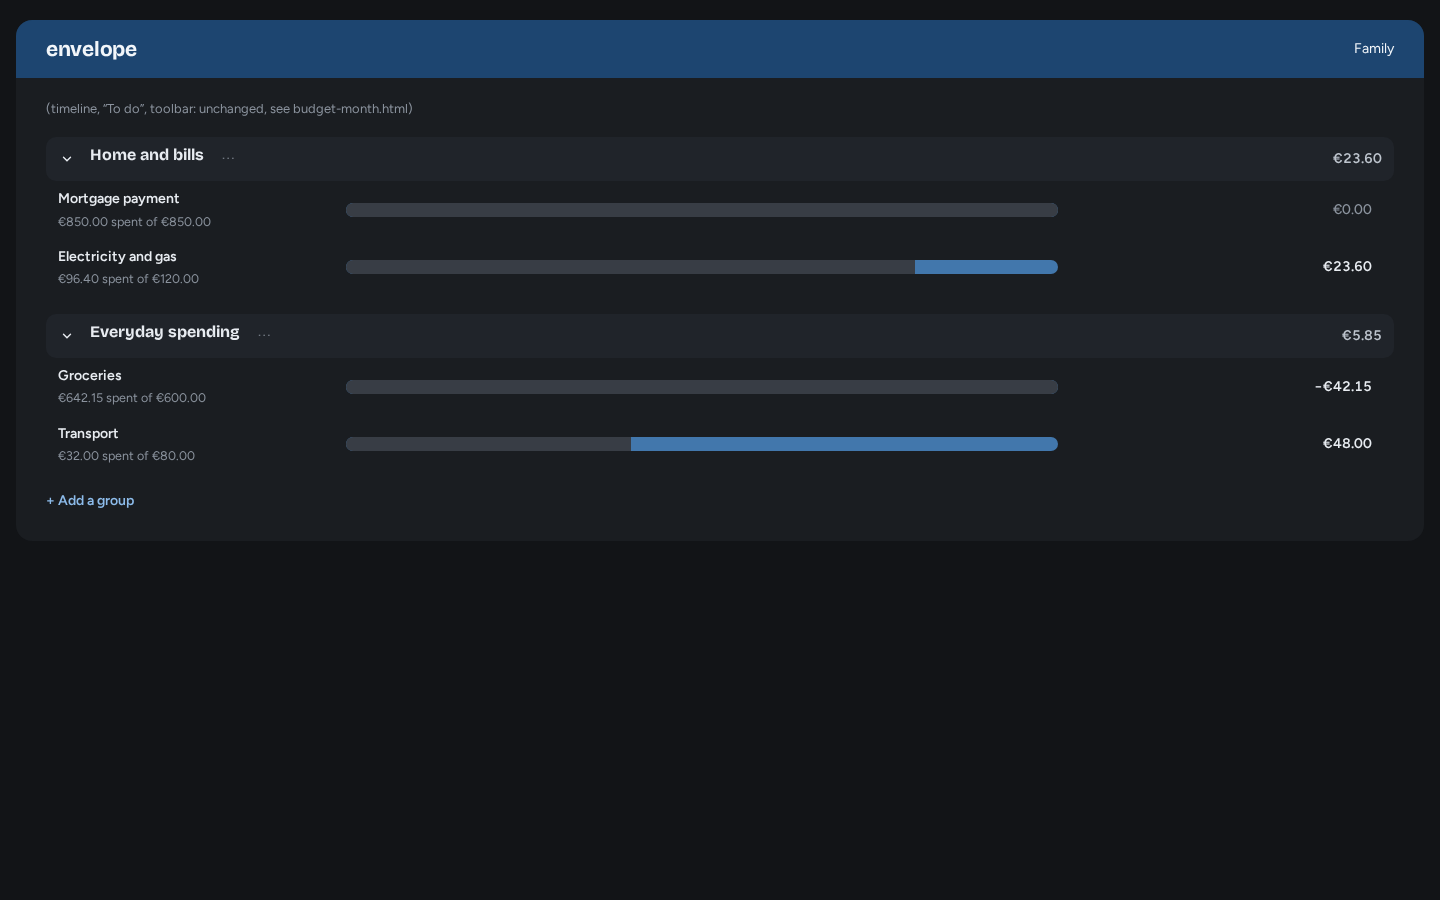 envelope
Family
(timeline, “To do”, toolbar: unchanged, see budget-month.html)
Home and bills ... €23.60
Mortgage payment
€850.00 spent of €850.00
€0.00
Electricity and gas
€96.40 spent of €120.00
€23.60
Everyday spending ... €5.85
Groceries
€642.15 spent of €600.00
-€42.15
Transport
€32.00 spent of €80.00
€48.00
+ Add a group